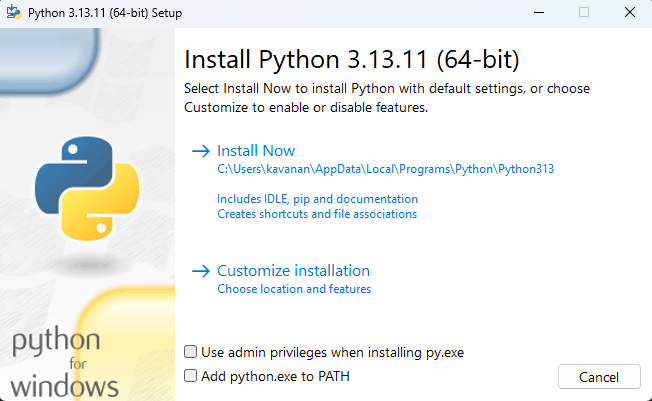 Python 3.13.11 (64-bit) Setup
Install Python 3.13.11 (64-bit)
Select Install Now to install Python with default settings, or choose
Customize to enable or disable features.
Install Now
C:\Users\kavanan\AppData\Local\Programs\Python\Python313
Includes IDLE, pip and documentation
Creates shortcuts and file associations
Customize installation
Choose location and features
python
for
windows
Use admin privileges when installing py.exe
Add python.exe to PATH
Cancel